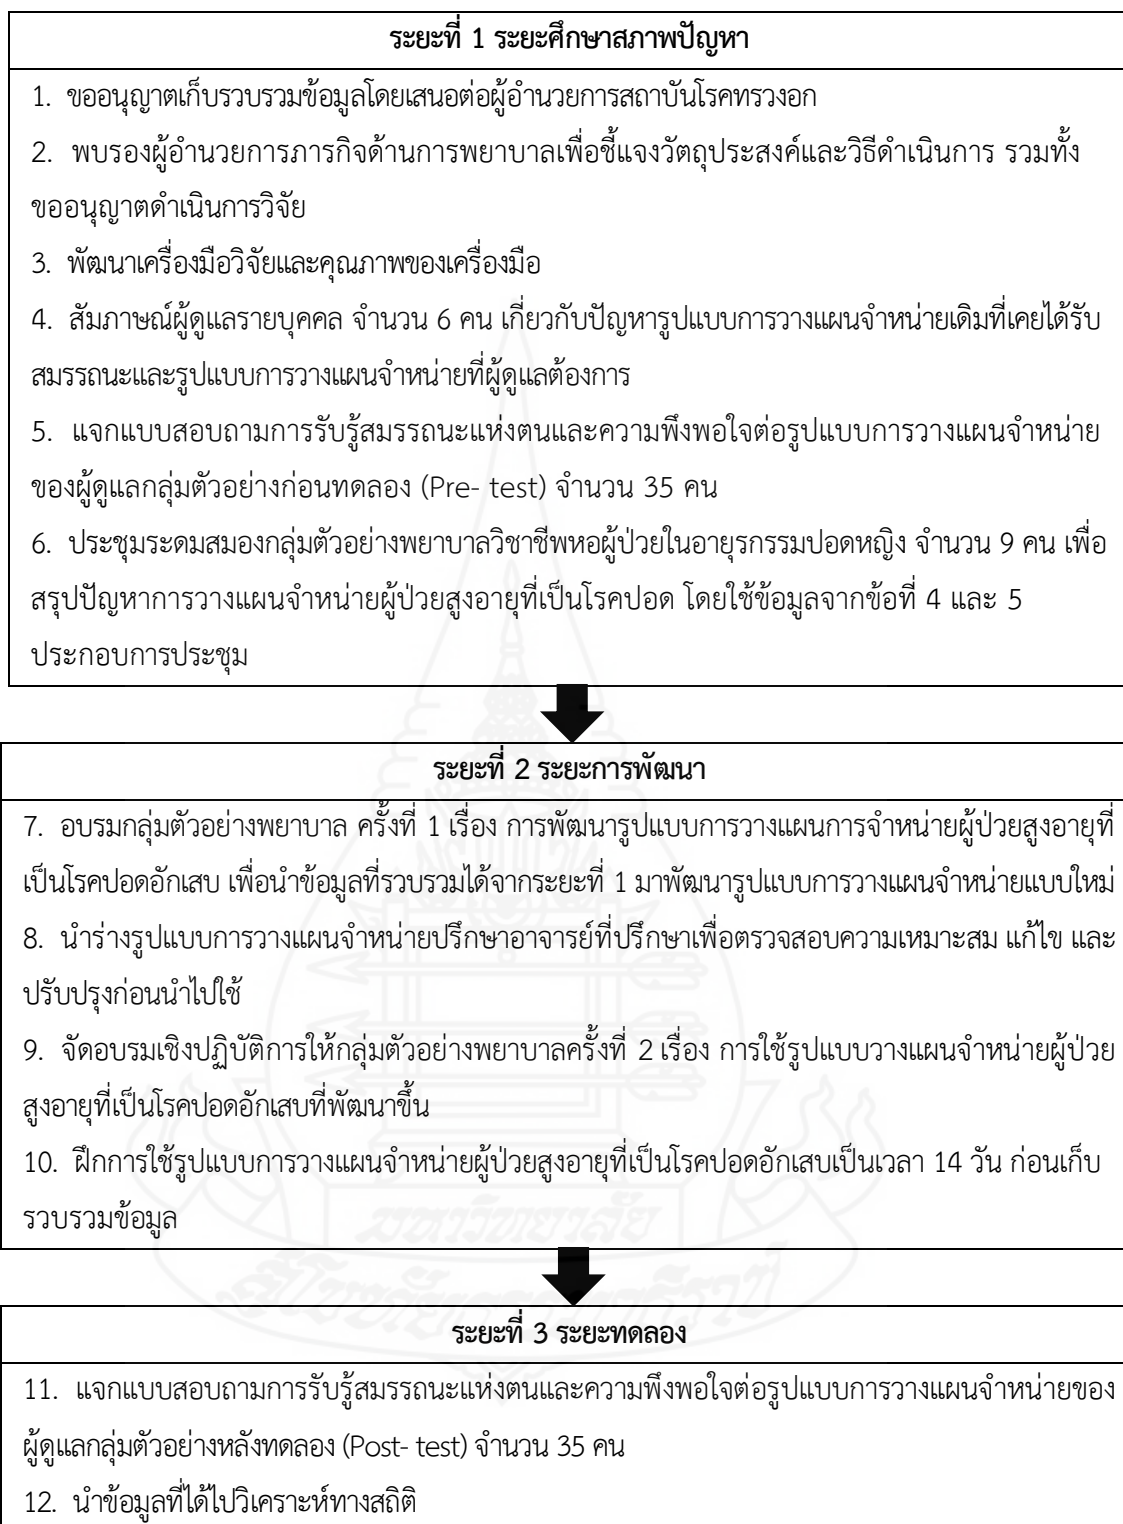 ระยะที่ 1 ระยะศึกษาสภาพปัญหา
1. ขออนุญาตเก็บรวบรวมข้อมูลโดยเสนอต่อผู้อำนวยการสถาบันโรคทรวงอก
2. พบรองผู้อำนวยการภารกิจด้านการพยาบาลเพื่อชี้แจงวัตถุประสงค์และวิธีดำเนินการ รวมทั้ง
ขออนุญาตดำเนินการวิจัย
3. พัฒนาเครื่องมือวิจัยและคุณภาพของเครื่องมือ
4. สัมภาษณ์ผู้ดูแลรายบุคคล จำนวน 6 คน เกี่ยวกับปัญหารูปแบบการวางแผนจำหน่ายเดิมที่เคยได้รับ
สมรรถนะและรูปแบบการวางแผนจำหน่ายที่ผู้ดูแลต้องการ
5. แจกแบบสอบถามการรับรู้สมรรถนะแห่งตนและความพึงพอใจต่อรูปแบบการวางแผนจำหน่าย
ของผู้ดูแลกลุ่มตัวอย่างก่อนทดลอง (Pre- test) จำนวน 35 คน
6. ประชุมระดมสมองกลุ่มตัวอย่างพยาบาลวิชาชีพหอผู้ป่วยในอายุรกรรมปอดหญิง จำนวน 9 คน เพื่อ
สรุปปัญหาการวางแผนจำหน่ายผู้ป่วยสูงอายุที่เป็นโรคปอด โดยใช้ข้อมูลจากข้อที่ 4 และ 5
ประกอบการประชุม
ระยะที่ 2 ระยะการพัฒนา
7. อบรมกลุ่มตัวอย่างพยาบาล ครั้งที่ 1 เรื่อง การพัฒนารูปแบบการวางแผนการจำหน่ายผู้ป่วยสูงอายุที่
เป็นโรคปอดอักเสบ เพื่อนำข้อมูลที่รวบรวมได้จากระยะที่ 1 มาพัฒนารูปแบบการวางแผนจำหน่ายแบบใหม่
8. นำร่างรูปแบบการวางแผนจำหน่ายปรึกษาอาจารย์ที่ปรึกษาเพื่อตรวจสอบความเหมาะสม แก้ไข และ
ปรับปรุงก่อนนำไปใช้
9. จัดอบรมเชิงปฏิบัติการให้กลุ่มตัวอย่างพยาบาลครั้งที่ 2 เรื่อง การใช้รูปแบบวางแผนจำหน่ายผู้ป่วย
สูงอายุที่เป็นโรคปอดอักเสบที่พัฒนาขึ้น
10. ฝึกการใช้รูปแบบการวางแผนจำหน่ายผู้ป่วยสูงอายุที่เป็นโรคปอดอักเสบเป็นเวลา 14 วัน ก่อนเก็บ
รวบรวมข้อมูล
มหาวิทยาลัย
สุโขทัยธรรมาธิราช
ระยะที่ 3 ระยะทดลอง
11. แจกแบบสอบถามการรับรู้สมรรถนะแห่งตนและความพึงพอใจต่อรูปแบบการวางแผนจำหน่ายของ
ผู้ดูแลกลุ่มตัวอย่างหลังทดลอง (Post- test) จำนวน 35 คน
12. นำข้อมูลที่ได้ไปวิเคราะห์ทางสถิติ